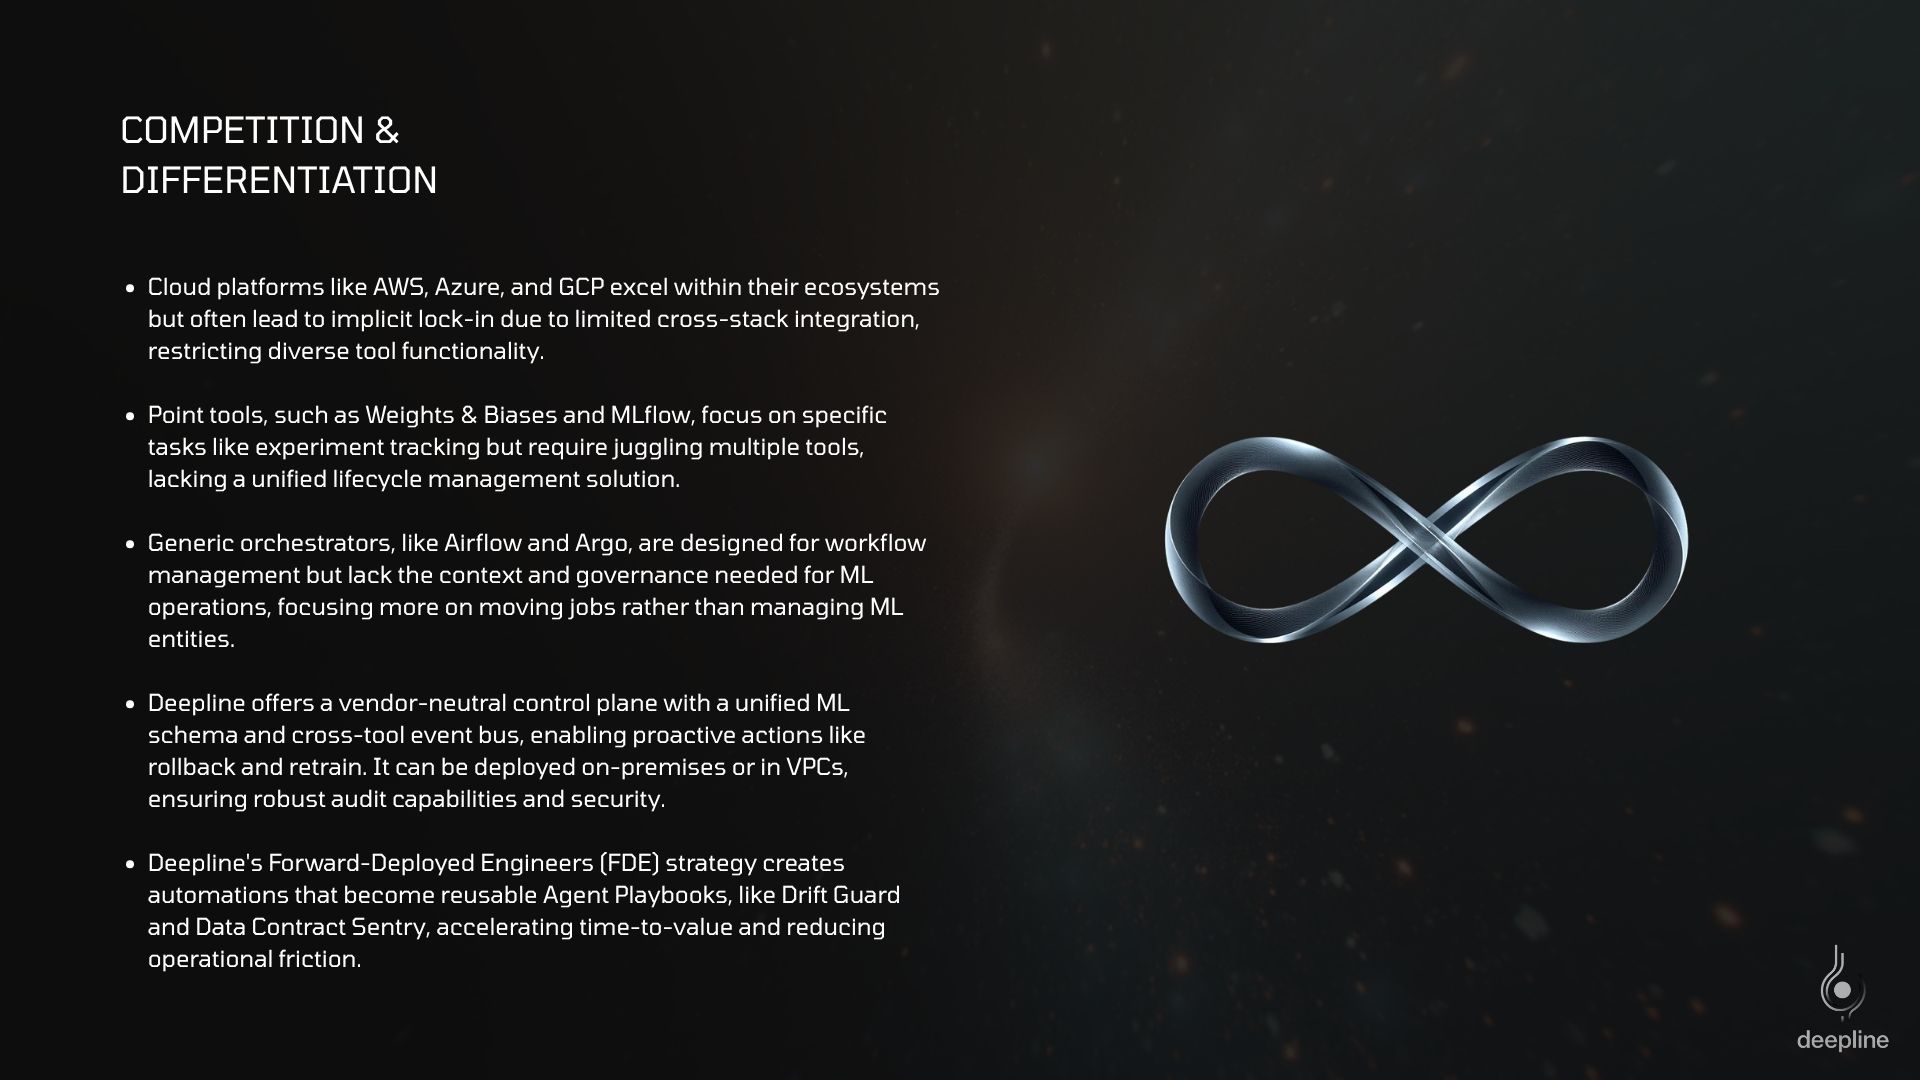 COMPETITION &
DIFFERENTIATION
• Cloud platforms like AWS, Azure, and GCP excel within their ecosystems
but often lead to implicit lock-in due to limited cross-stack integration,
restricting diverse tool functionality.
• Point tools, such as Weights & Biases and MLflow, focus on specific
tasks like experiment tracking but require juggling multiple tools,
lacking a unified lifecycle management solution.
• Generic orchestrators, like Airflow and Argo, are designed for workflow
management but lack the context and governance needed for ML
operations, focusing more on moving jobs rather than managing ML
entities.
• Deepline offers a vendor-neutral control plane with a unified ML
schema and cross-tool event bus, enabling proactive actions like
rollback and retrain. It can be deployed on-premises or in VPCs,
ensuring robust audit capabilities and security.
• Deepline's Forward-Deployed Engineers (FDE) strategy creates
automations that become reusable Agent Playbooks, like Drift Guard
and Data Contract Sentry, accelerating time-to-value and reducing
operational friction.
deepline